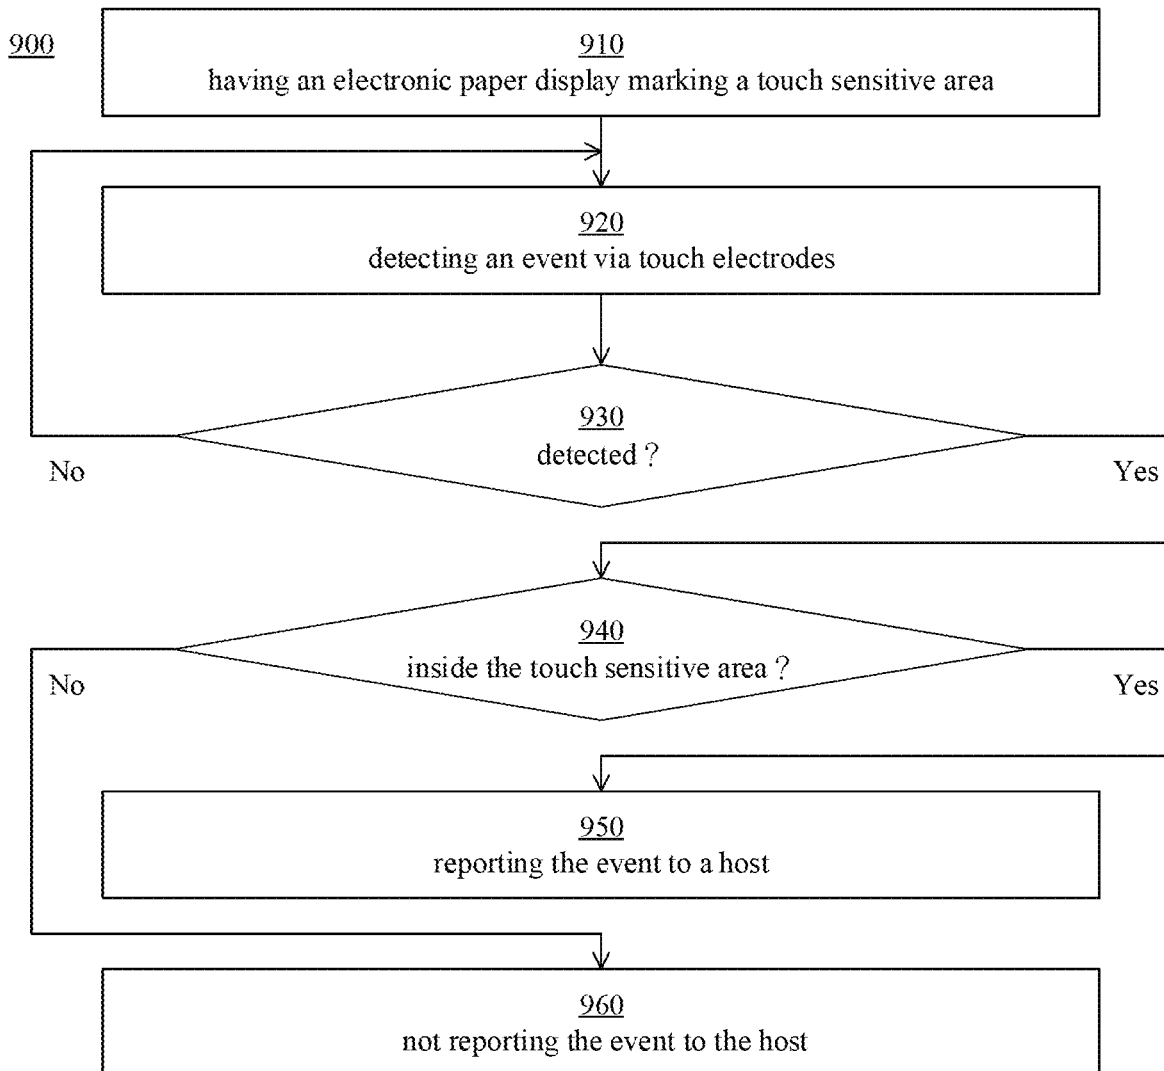 900
910
having an electronic paper display marking a touch sensitive area
920
detecting an event via touch electrodes
930
detected ?
No
Yes
940
inside the touch sensitive area ?
No
Yes
950
reporting the event to a host
960
not reporting the event to the host